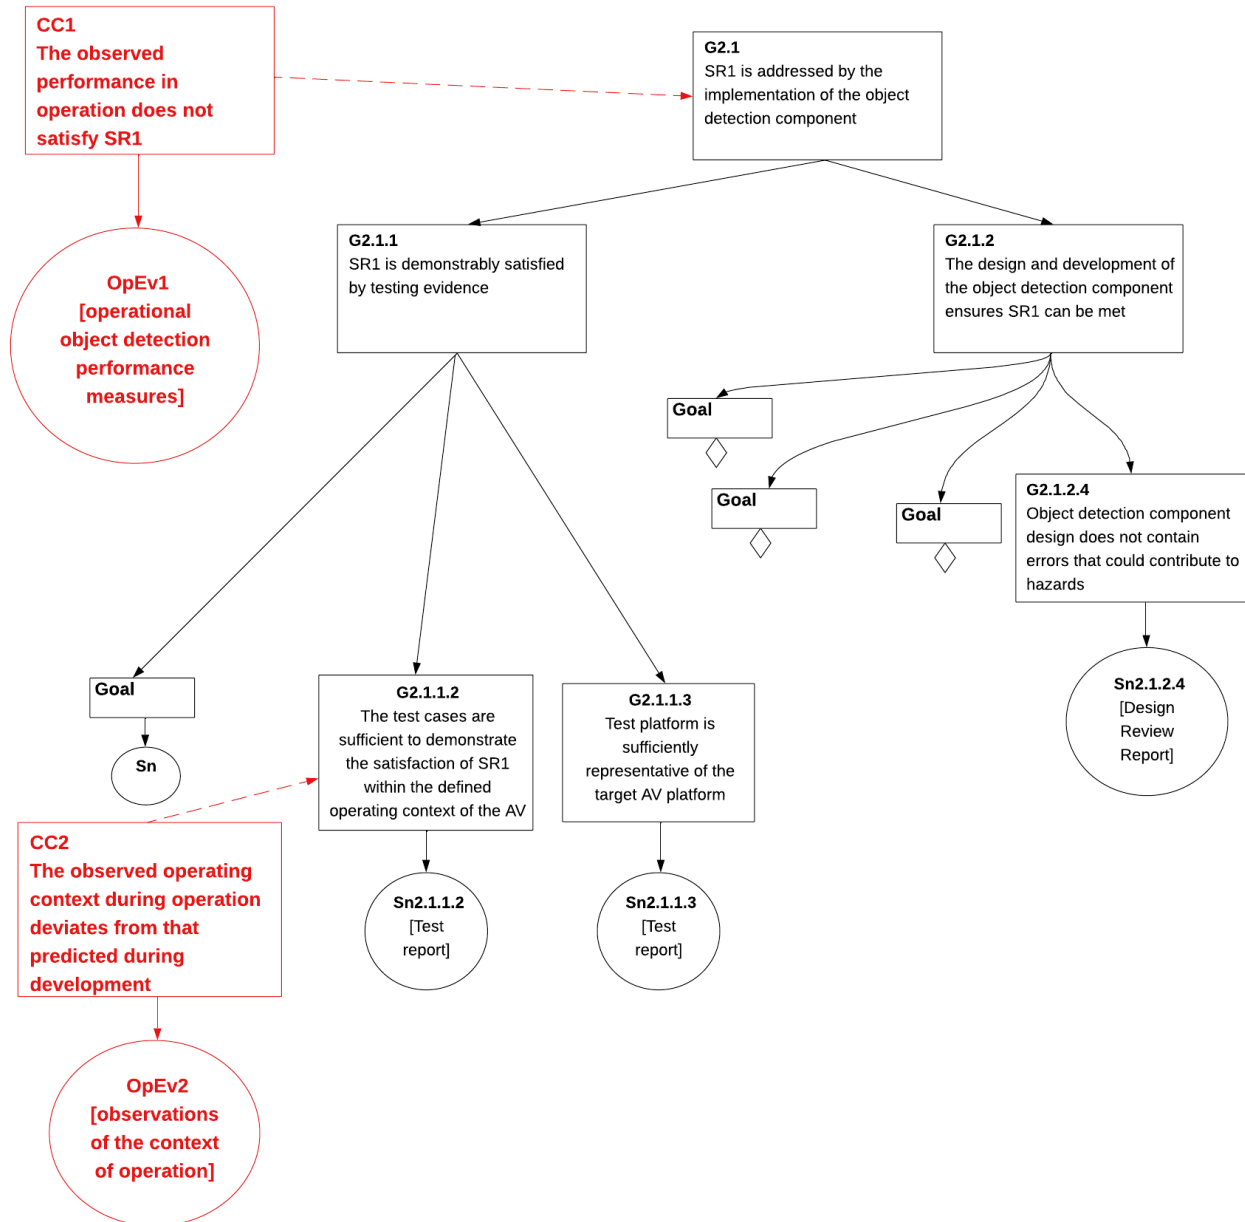 CC1
The observed
performance in
operation does not
satisfy SR1
G2.1
SR1 is addressed by the
implementation of the object
detection component
OpEv1
[operational
object detection
performance
measures]
G2.1.1
SR1 is demonstrably satisfied
by testing evidence
G2.1.2
The design and development of
the object detection component
ensures SR1 can be met
Goal
Goal
Goal
G2.1.2.4
Object detection component
design does not contain
errors that could contribute to
hazards
Sn2.1.2.4
[Design
Review
Report]
Goal
Sn
G2.1.1.2
The test cases are
sufficient to demonstrate
the satisfaction of SR1
within the defined
operating context of the AV
G2.1.1.3
Test platform is
sufficiently
representative of the
target AV platform
CC2
The observed operating
context during operation
deviates from that
predicted during
development
Sn2.1.1.2
[Test
report]
Sn2.1.1.3
[Test
report]
OpEv2
[observations
of the context
of operation]